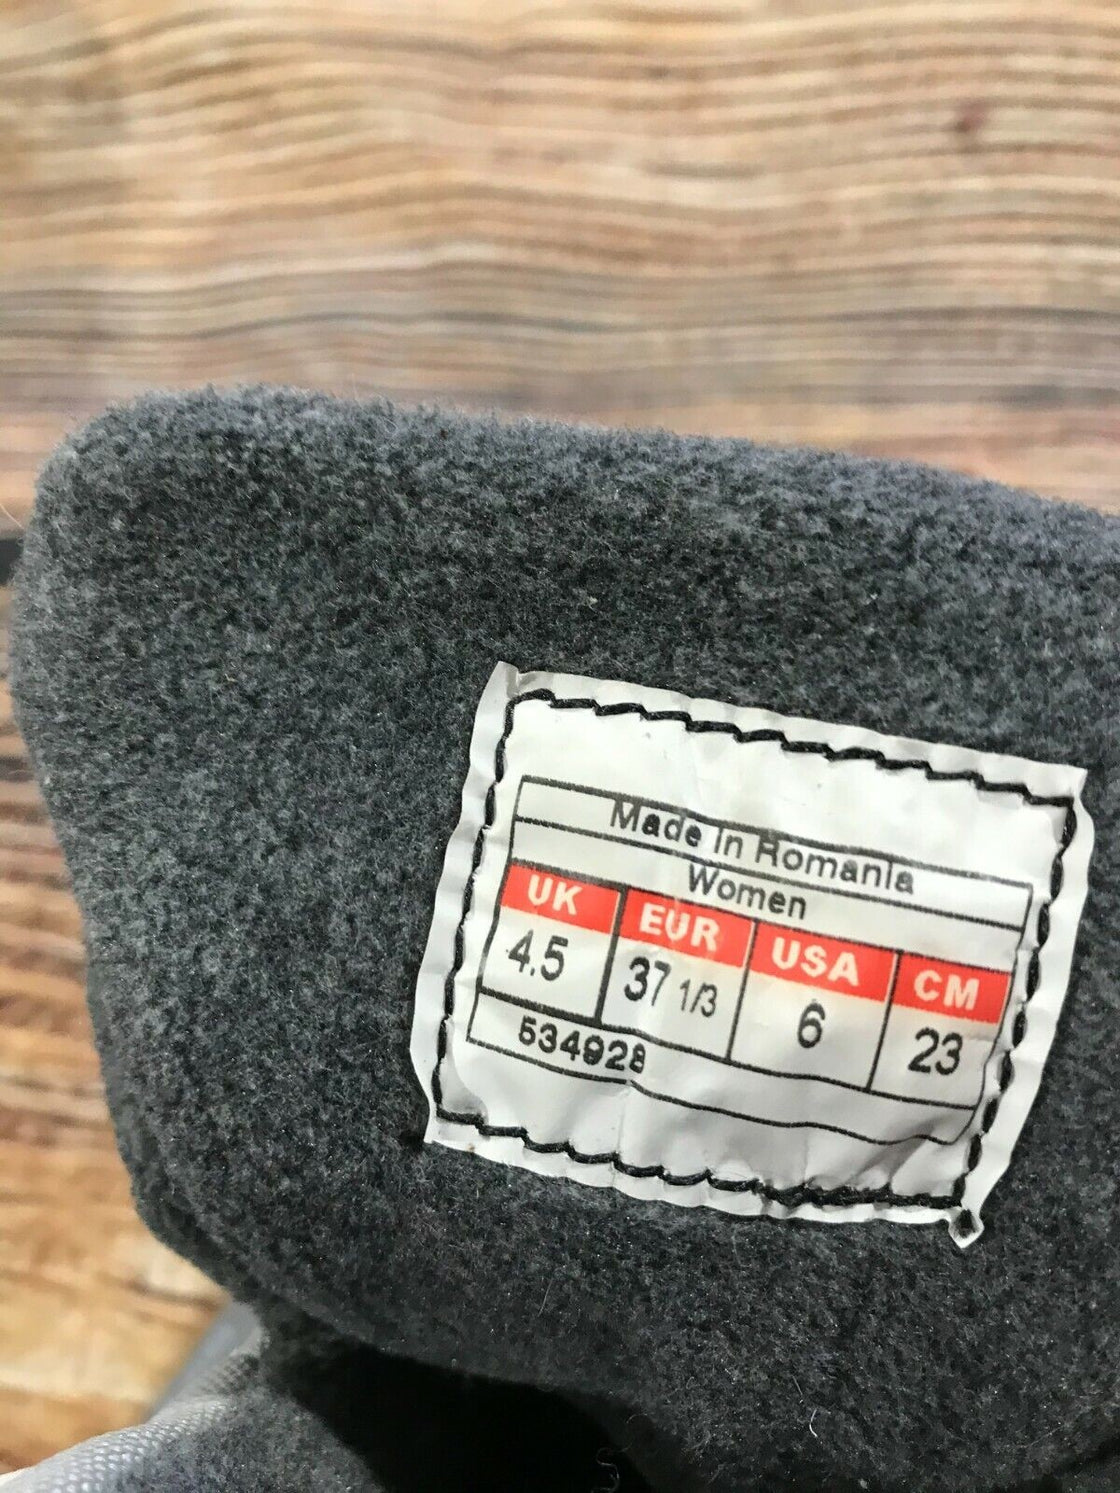 Made in Romania
Women
UK EUR USA CM
4.5 37 1/3 6 23
534928